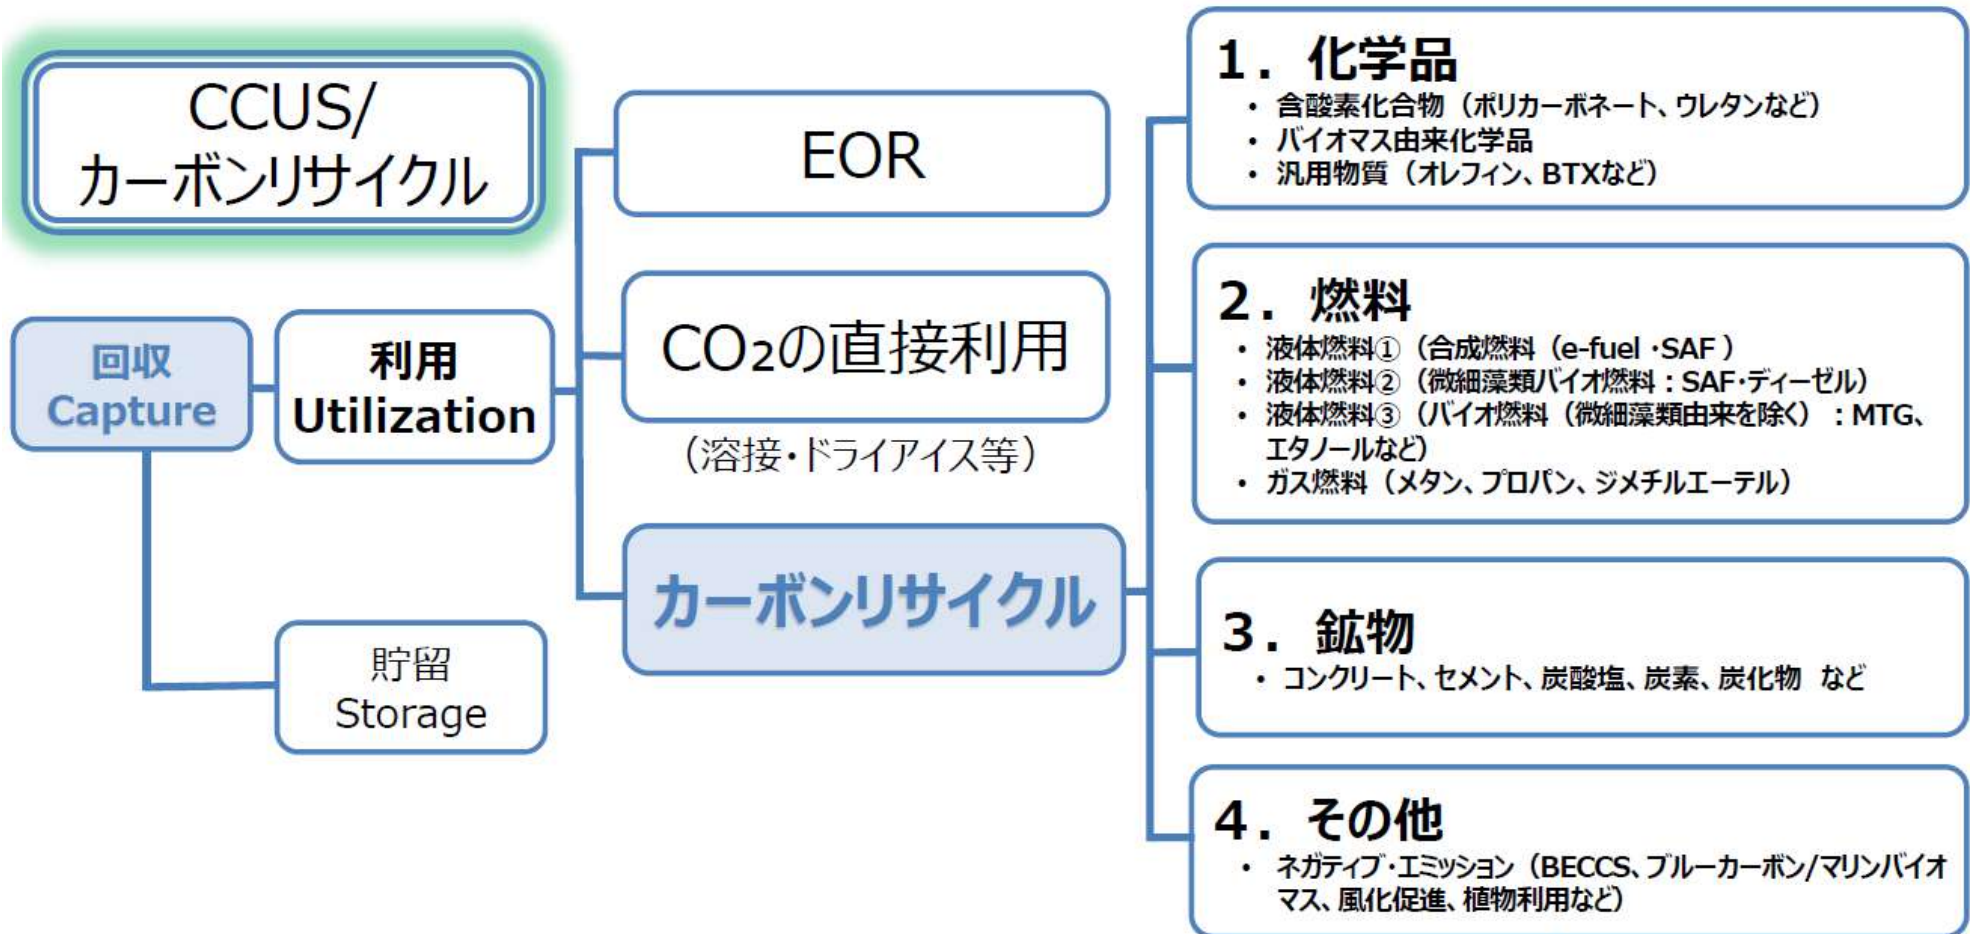 CCUS/
カーボンリサイクル
回収
Capture
利用
Utilization
貯留
Storage
EOR
CO₂の直接利用
（溶接・ドライアイス等）
カーボンリサイクル
１．化学品
・ 含酸素化合物（ポリカーボネート、ウレタンなど）
・ バイオマス由来化学品
・ 汎用物質（オレフィン、BTXなど）
２．燃料
・ 液体燃料①（合成燃料（e-fuel・SAF）
・ 液体燃料②（微細藻類バイオ燃料：SAF・ディーゼル）
・ 液体燃料③（バイオ燃料（微細藻類由来を除く）：MTG、
エタノールなど）
・ ガス燃料（メタン、プロパン、ジメチルエーテル）
３．鉱物
・ コンクリート、セメント、炭酸塩、炭素、炭化物 など
４．その他
・ ネガティブ・エミッション（BECCS、ブルーカーボン/マリンバイオ
マス、風化促進、植物利用など）